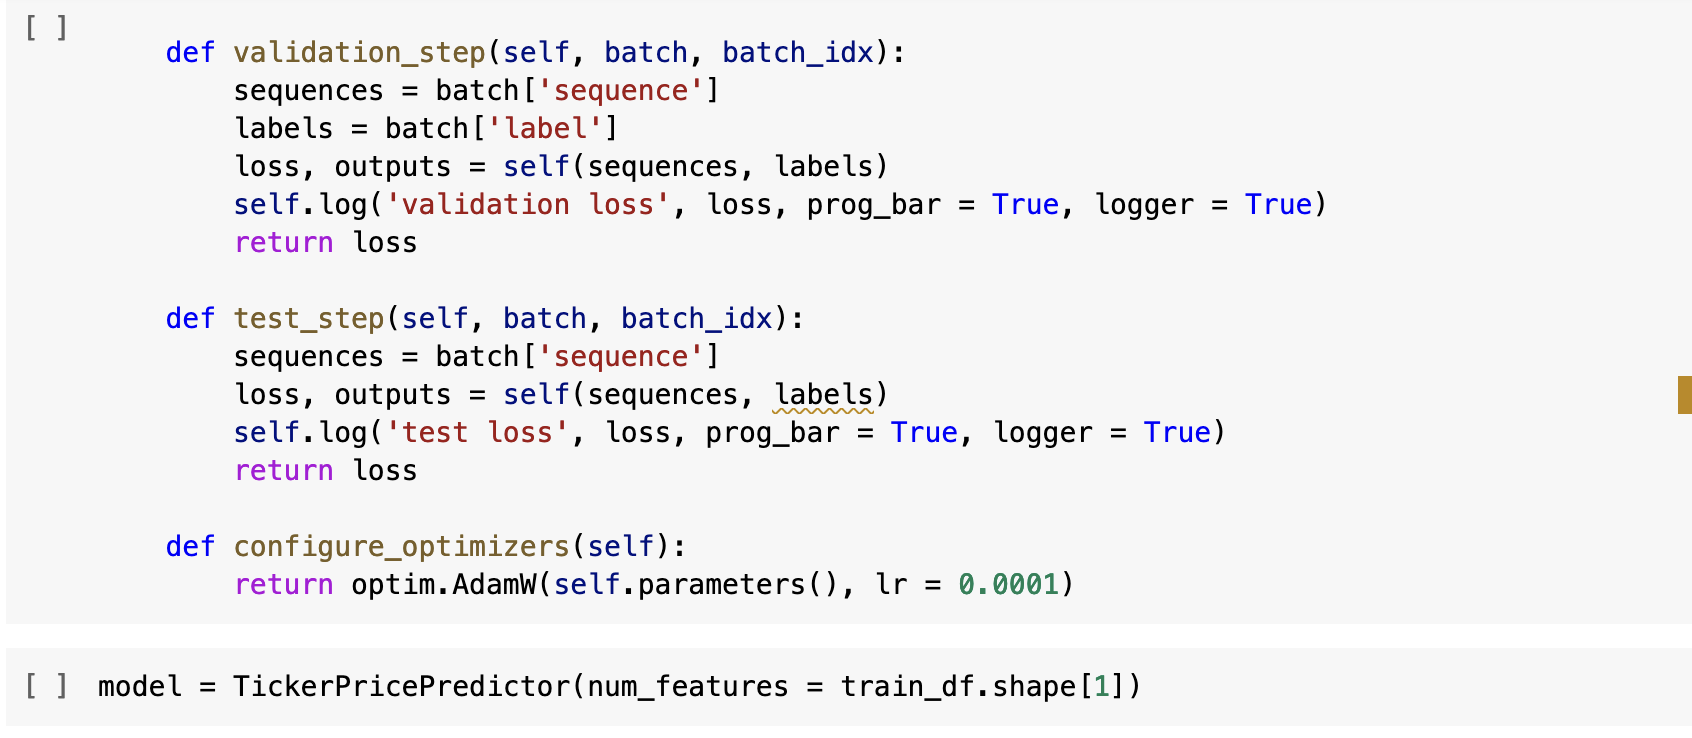 [ ]
def validation_step(self, batch, batch_idx):
sequences = batch['sequence']
labels = batch['label']
loss, outputs = self(sequences, labels)
self.log('validation loss', loss, prog_bar = True, logger = True)
return loss
def test_step(self, batch, batch_idx):
sequences = batch['sequence']
loss, outputs = self(sequences, labels)
self.log('test loss', loss, prog_bar = True, logger = True)
return loss
def configure_optimizers(self):
return optim.AdamW(self.parameters(), lr = 0.0001)
[ ] model = TickerPricePredictor(num_features = train_df.shape[1])